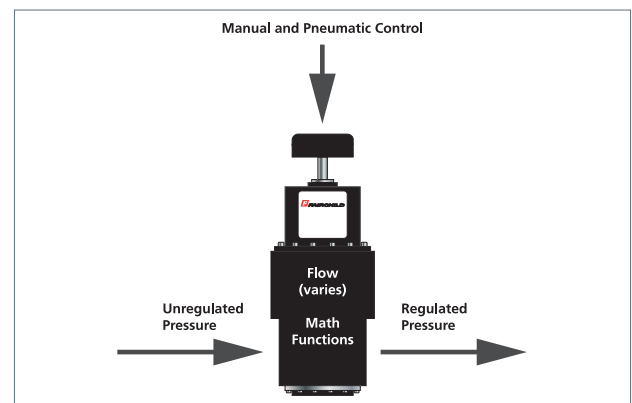 Manual and Pneumatic Control
FAIRCHILD
Flow
(varies)
Unregulated
Pressure
Regulated
Pressure
Math
Functions